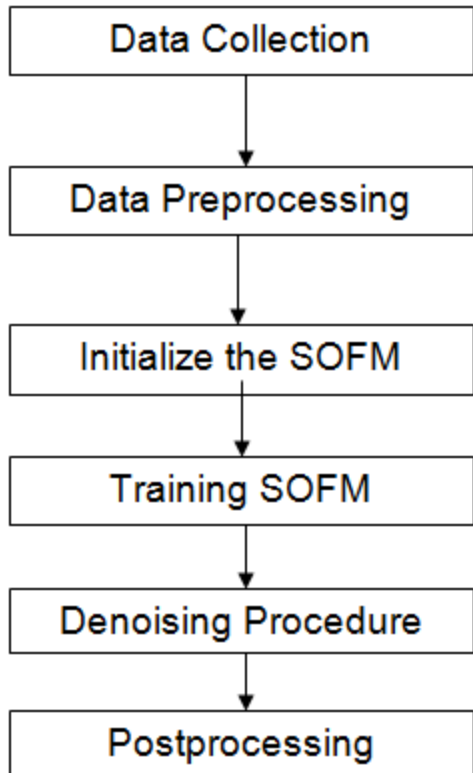 Data Collection
Data Preprocessing
Initialize the SOFM
Training SOFM
Denoising Procedure
Postprocessing